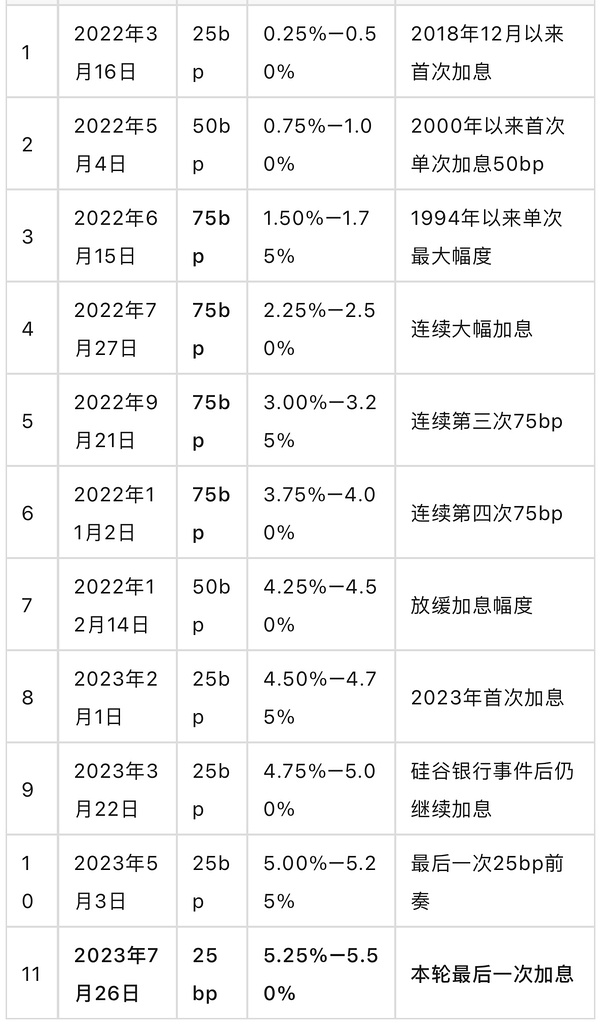 1
2022年3
月16日
25b
p
0.25%—0.5
0%
2018年12月以来
首次加息
2
2022年5
月4日
50b
p
0.75%—1.0
0%
2000年以来首次
单次加息50bp
3
2022年6
月15日
75b
p
1.50%—1.7
5%
1994年以来单次
最大幅度
4
2022年7
月27日
75b
p
2.25%—2.5
0%
连续大幅加息
5
2022年9
月21日
75b
p
3.00%—3.2
5%
连续第三次75bp
6
2022年1
1月2日
75b
p
3.75%—4.0
0%
连续第四次75bp
7
2022年1
2月14日
50b
p
4.25%—4.5
0%
放缓加息幅度
8
2023年2
月1日
25b
p
4.50%—4.7
5%
2023年首次加息
9
2023年3
月22日
25b
p
4.75%—5.0
0%
硅谷银行事件后仍
继续加息
1
0
2023年5
月3日
25b
p
5.00%—5.2
5%
最后一次25bp前
奏
11
2023年7
月26日
25
bp
5.25%—5.5
0%
本轮最后一次加息